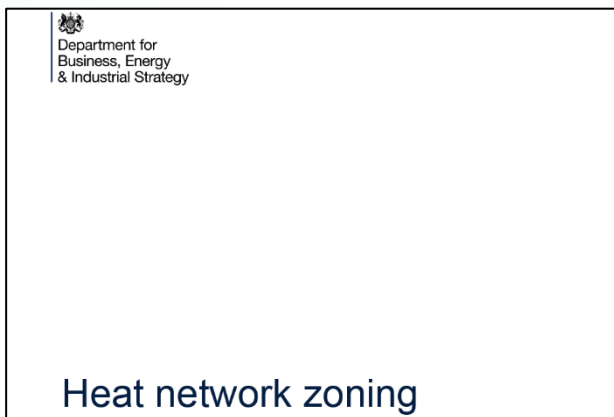 Department for
Business, Energy
& Industrial Strategy
Heat network zoning